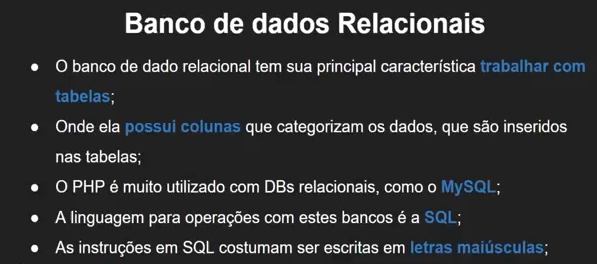 Banco de dados Relacionais
● O banco de dado relacional tem sua principal característica trabalhar com
tabelas;
● Onde ela possui colunas que categorizam os dados, que são inseridos
nas tabelas;
● O PHP é muito utilizado com DBs relacionais, como o MySQL;
● A linguagem para operações com estes bancos é a SQL;
● As instruções em SQL costumam ser escritas em letras maiúsculas;